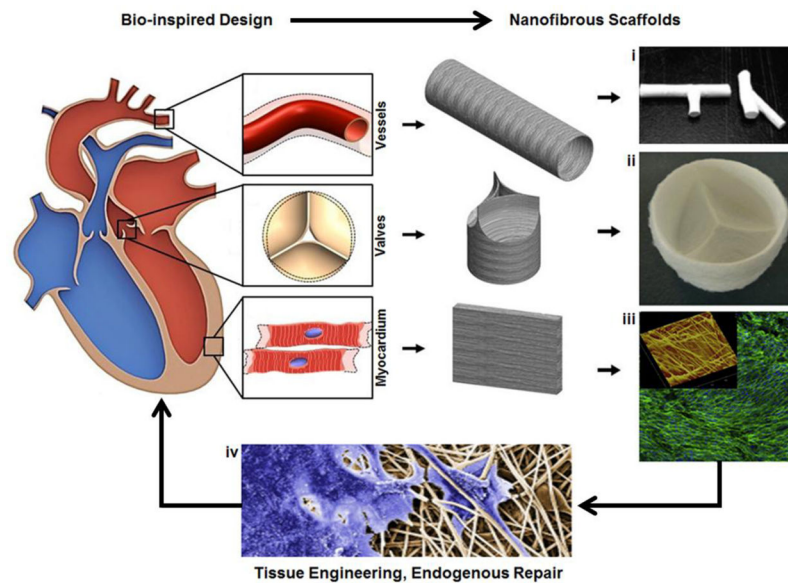 Bio-inspired Design
Nanofibrous Scaffolds
Vessels
i
Valves
ii
Myocardium
iii
iv
Tissue Engineering, Endogenous Repair